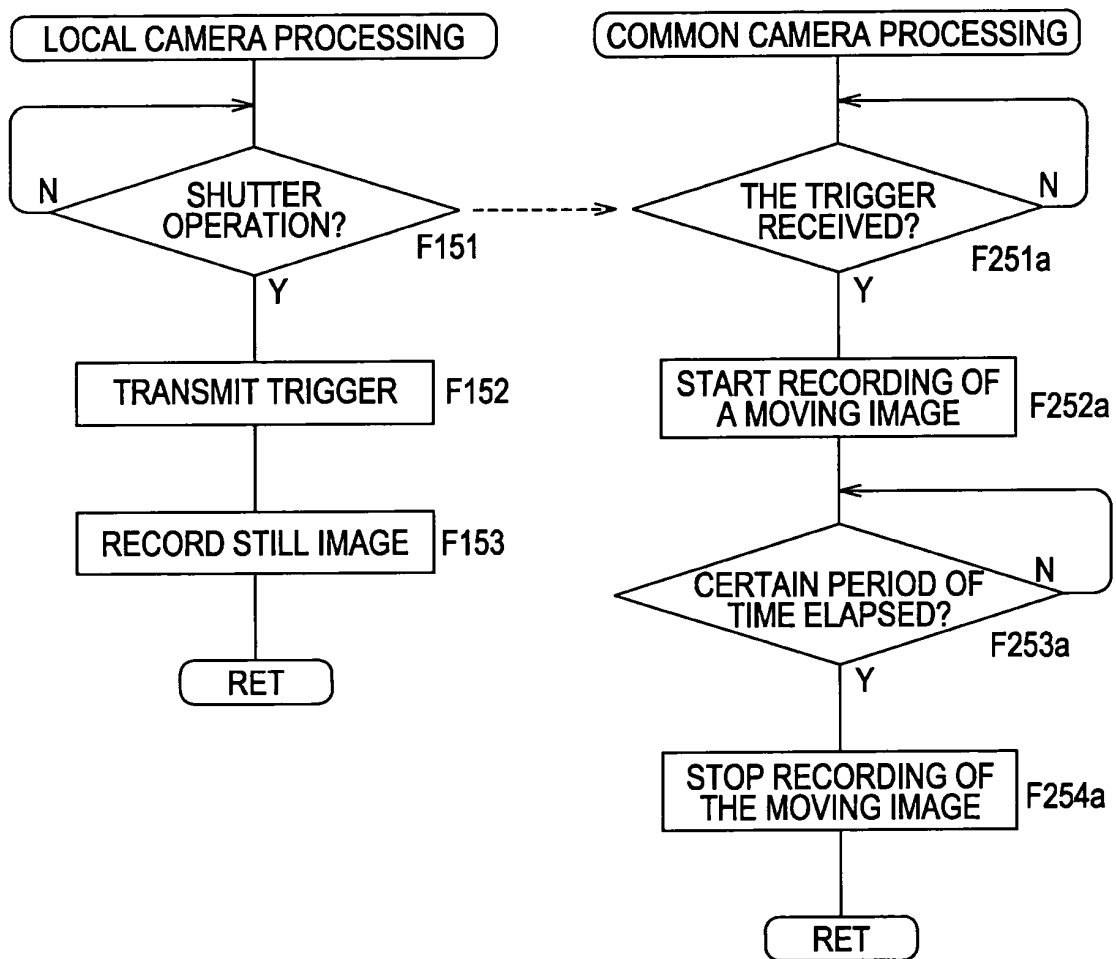 LOCAL CAMERA PROCESSING
N
SHUTTER
OPERATION?
F151
Y
TRANSMIT TRIGGER
F152
RECORD STILL IMAGE
F153
RET
COMMON CAMERA PROCESSING
THE TRIGGER
RECEIVED?
N
F251a
Y
START RECORDING OF
A MOVING IMAGE
F252a
CERTAIN PERIOD OF
TIME ELAPSED?
N
F253a
Y
STOP RECORDING OF
THE MOVING IMAGE
F254a
RET